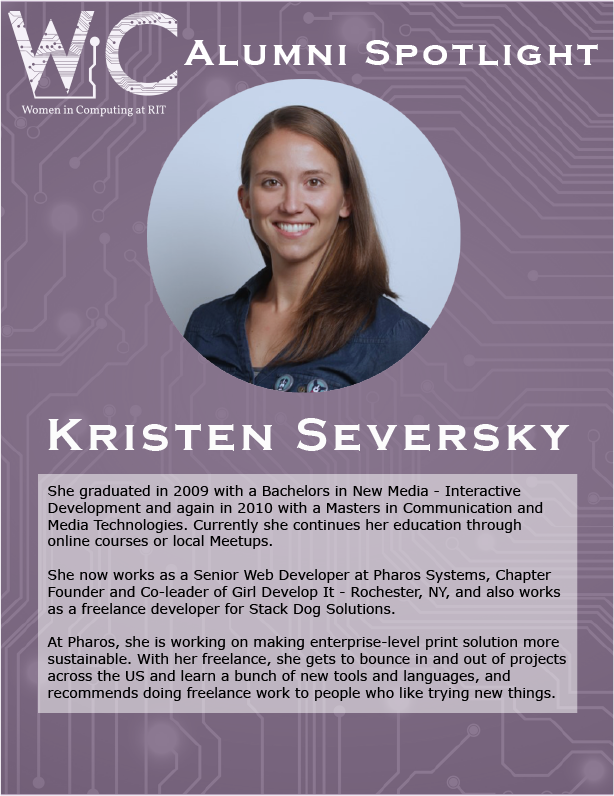 WiC
ALUMNI SPOTLIGHT
Women in Computing at RIT
KRISTEN SEVERSKY
She graduated in 2009 with a Bachelors in New Media - Interactive
Development and again in 2010 with a Masters in Communication and
Media Technologies. Currently she continues her education through
online courses or local Meetups.
She now works as a Senior Web Developer at Pharos Systems, Chapter
Founder and Co-leader of Girl Develop It - Rochester, NY, and also works
as a freelance developer for Stack Dog Solutions.
At Pharos, she is working on making enterprise-level print solution more
sustainable. With her freelance, she gets to bounce in and out of projects
across the US and learn a bunch of new tools and languages, and
recommends doing freelance work to people who like trying new things.